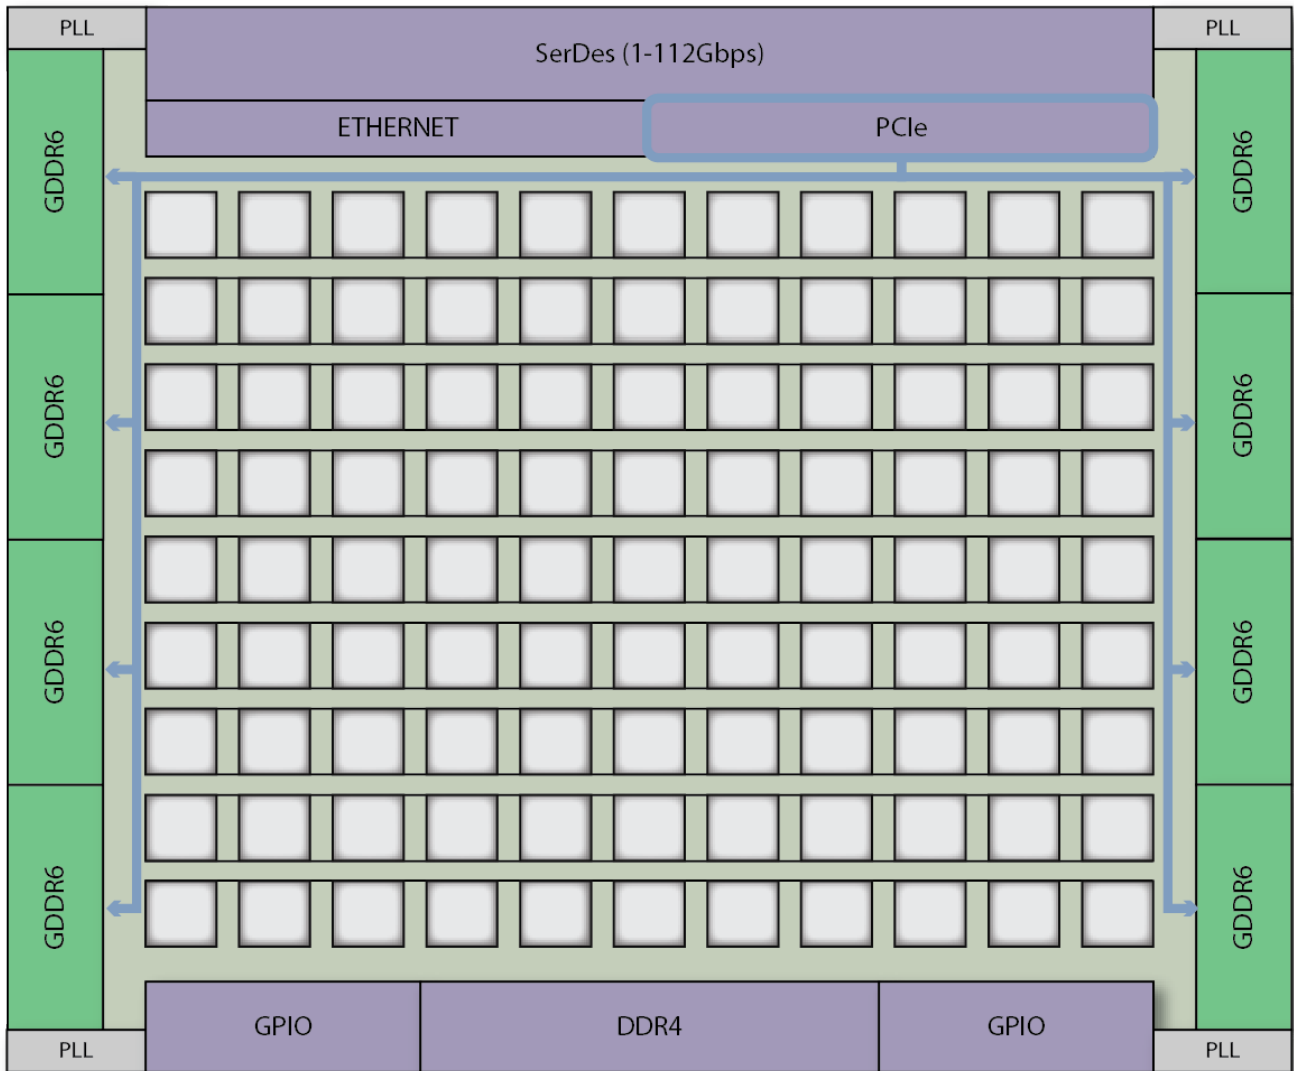 PLL
SerDes (1-112Gbps)
PLL
ETHERNET
PCIe
GDDR6
GDDR6
GDDR6
GDDR6
GDDR6
GDDR6
GDDR6
GDDR6
GPIO
DDR4
GPIO
PLL
PLL